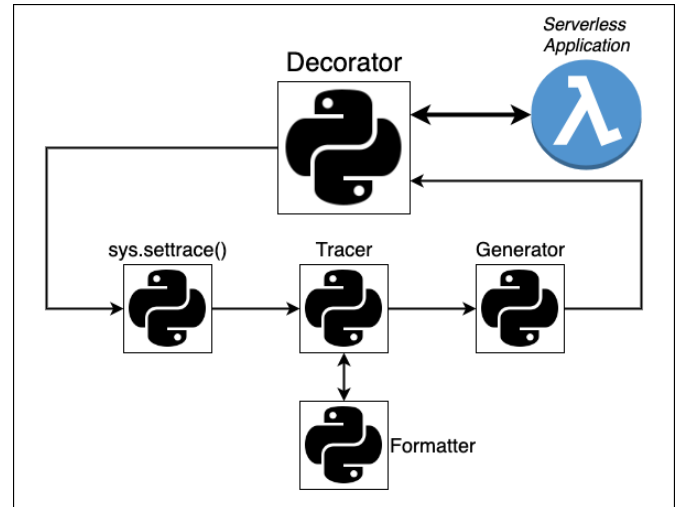 Serverless
Application
Decorator
sys.settrace()
Tracer
Generator
Formatter